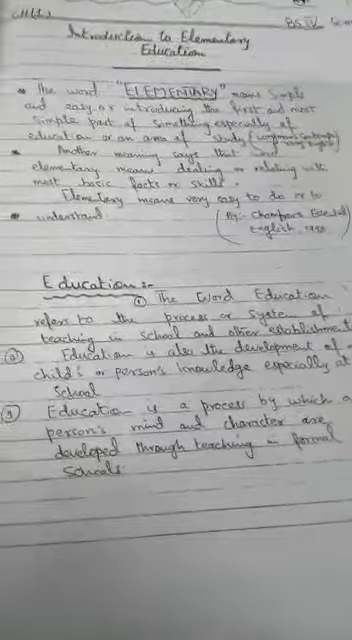 BS IV
Introduction to Elementary
Education
The word "ELEMENTARY" means simple
and easy or introducing the first and most
simple part of something especially of
education or an area of study
Another meaning says that word
elementary means dealing or relating with
most basic facts or skills.
Elementary means very easy to do or to
understand
English, 
Education:-
① The word Education
refers to the process or system of
teaching in school and other establishment
② Education is also the development of a
child's or person's knowledge especially at
School
③ Education is a process by which a
person's mind and character are
developed through teaching in formal
Schools.